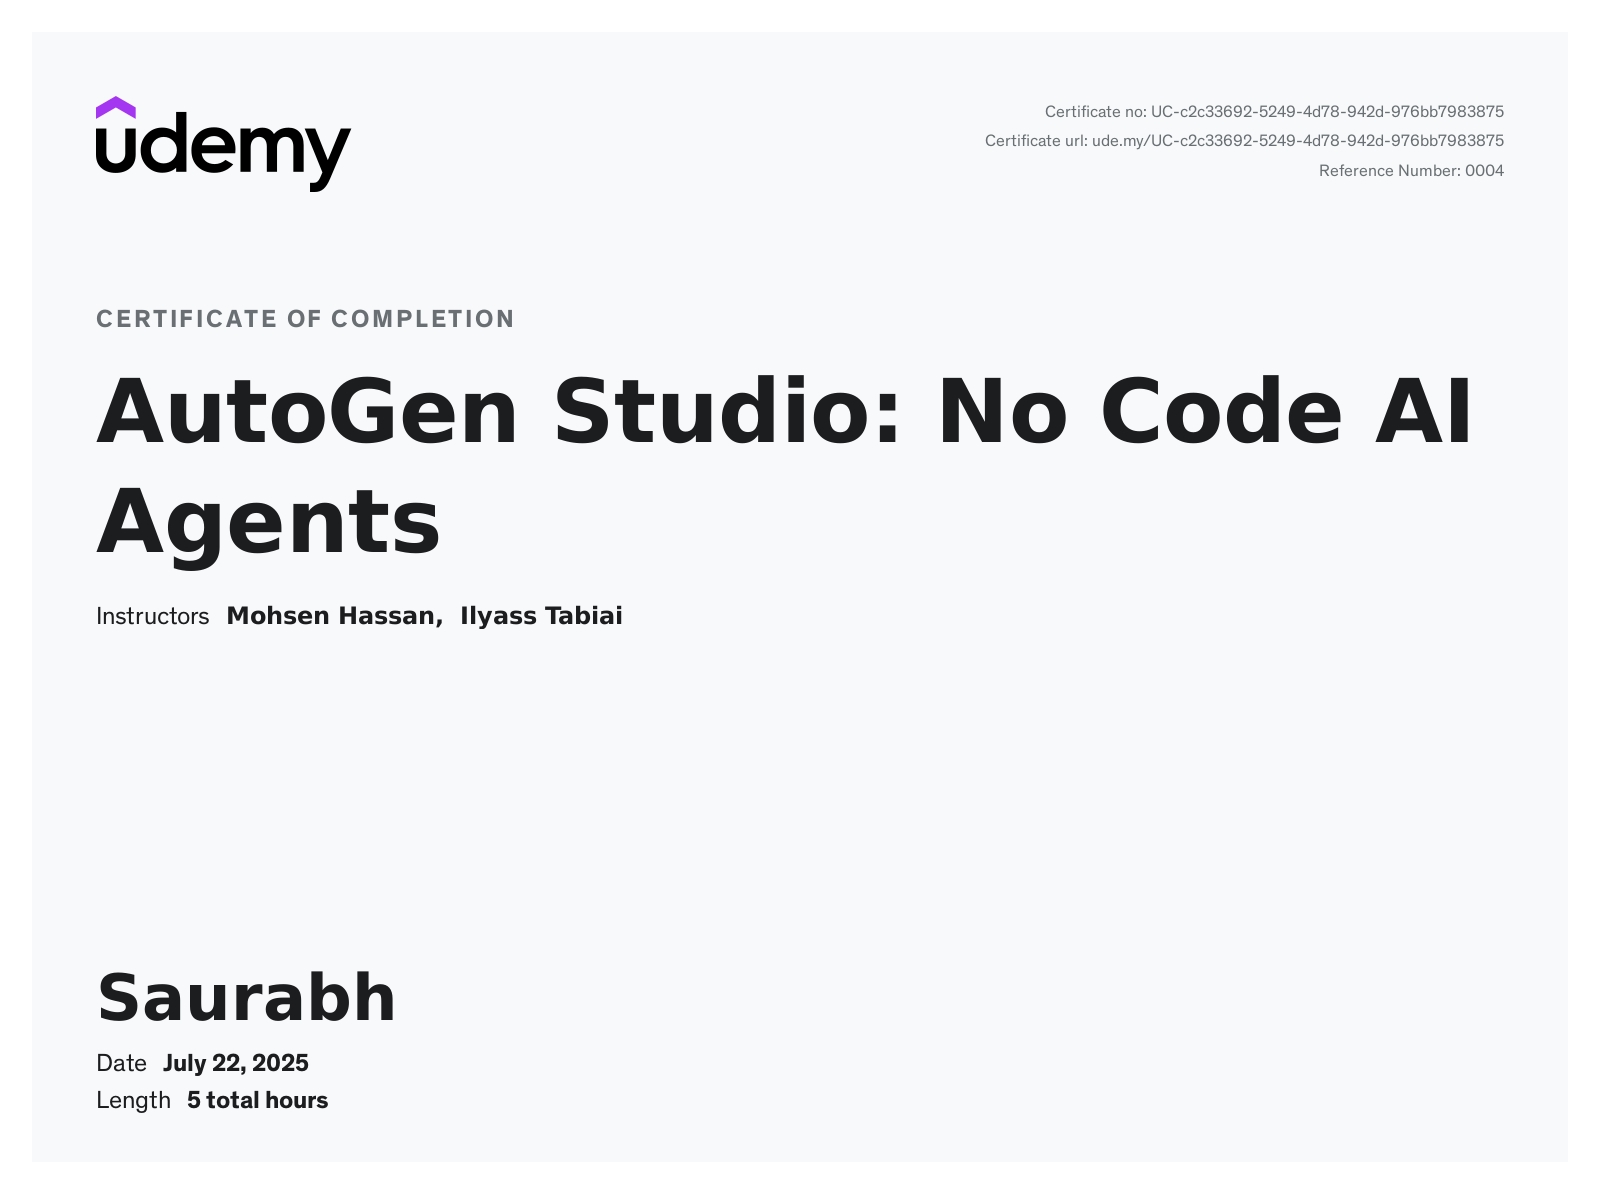 udemy
Certificate no: UC-c2c33692-5249-4d78-942d-976bb7983875
Certificate url: ude.my/UC-c2c33692-5249-4d78-942d-976bb7983875
Reference Number: 0004
CERTIFICATE OF COMPLETION
AutoGen Studio: No Code AI
Agents
Instructors Mohsen Hassan, Ilyass Tabiai
Saurabh
Date July 22, 2025
Length 5 total hours